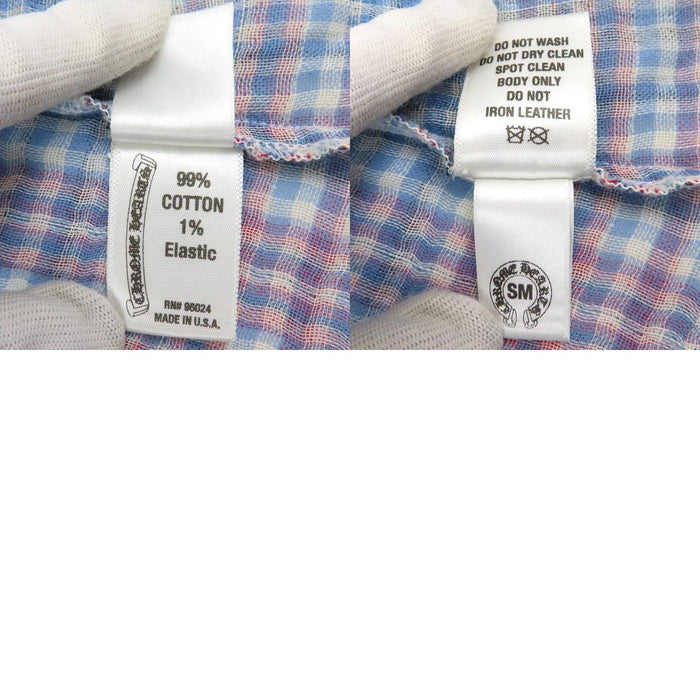 CHROME HEARTS
99%
COTTON
1%
Elastic
RN# 96024
MADE IN U.S.A.
DO NOT WASH
DO NOT DRY CLEAN
SPOT CLEAN
BODY ONLY
DO NOT
IRON LEATHER
CHROME HEARTS
SM